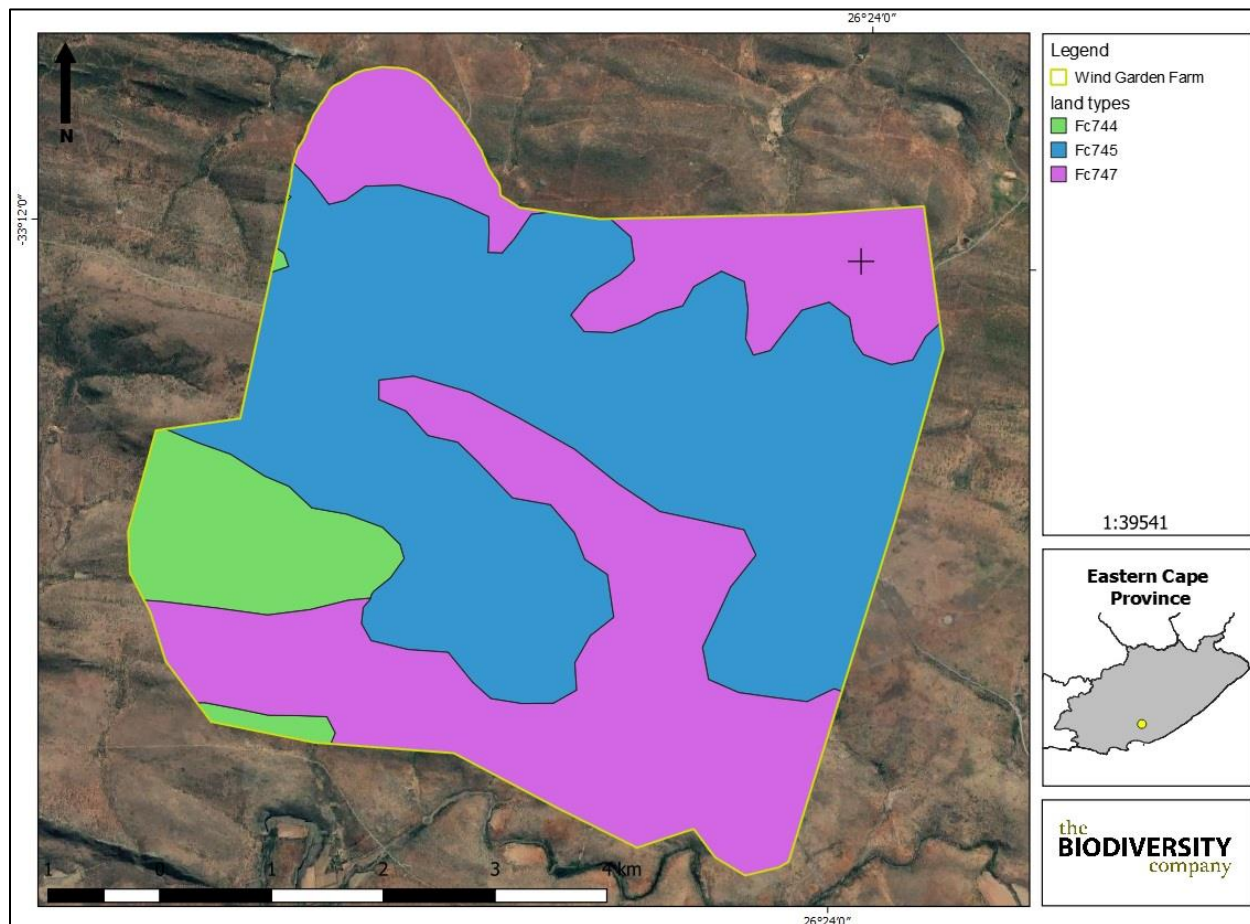 26°24'0"
-33°12'0"
N
Legend
Wind Garden Farm
land types
Fc744
Fc745
Fc747
1:39541
Eastern Cape
Province
the
BIODIVERSITY
company
1 0 1 2 3 4 km
26°24'0"